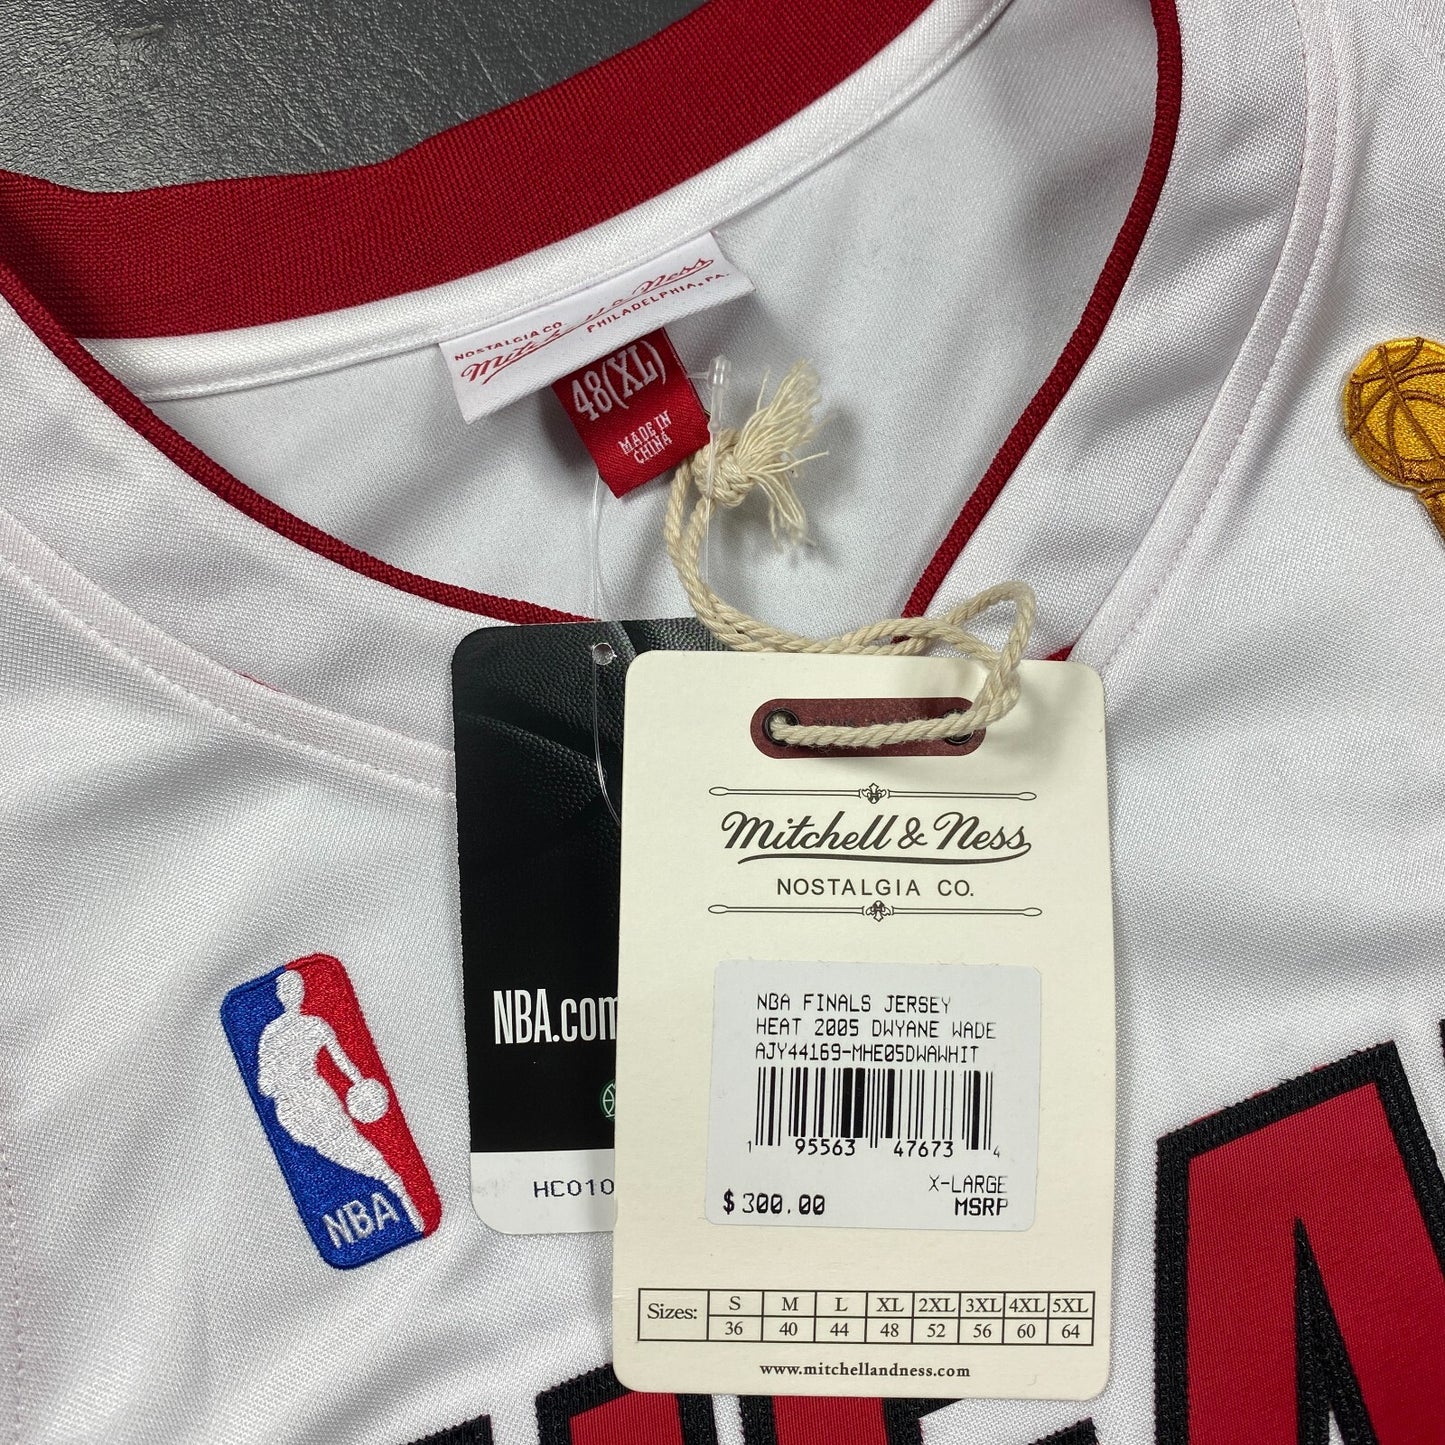 NOSTALGIA CO.
Mitchell & Ness
PHILADELPHIA, PA.
48(XL)
MADE IN
CHINA
NBA.com
HC010
Mitchell & Ness
NOSTALGIA CO.
NBA FINALS JERSEY
HEAT 2005 DWYANE WADE
AJY44169-MHE05DWAWHIT
1 95563 47673 4
X-LARGE
$300.00 MSRP
Sizes: S M L XL 2XL 3XL 4XL 5XL
36 40 44 48 52 56 60 64
www.mitchellandness.com
NBA